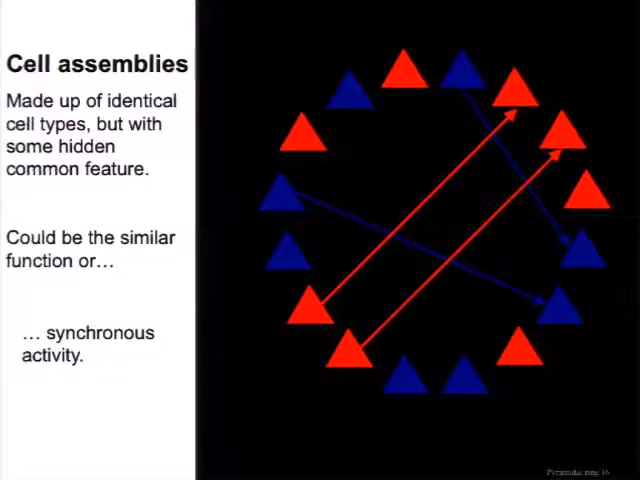 Cell assemblies
Made up of identical
cell types, but with
some hidden
common feature.
Could be the similar
function or…
… synchronous
activity.